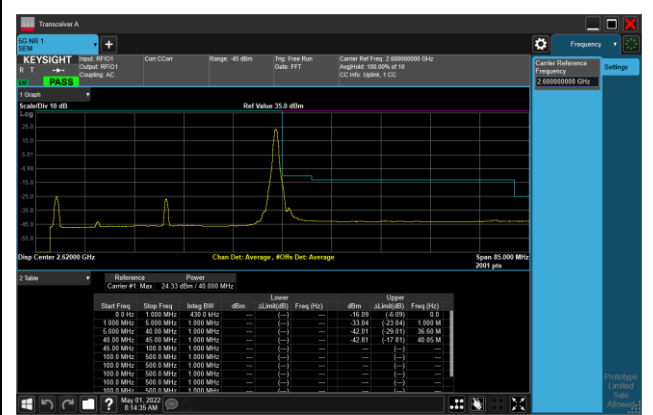 Transceiver A
5G NR 1
SEM
Frequency
KEYSIGHT
R T
PASS
Input: RFIO1
Output: RFIO1
Coupling: AC
Corr CCorr
Range: -45 dBm
Trig: Free Run
Gate: FFT
Carrier Ref Freq: 2.600000000 GHz
Avg|Hold: 100.00% of 10
CC Info: Uplink, 1 CC
Carrier Reference
Frequency
2.600000000 GHz
Settings
1 Graph
Scale/Div 10 dB
Ref Value 35.0 dBm
Log
25.0
15.0
5.01
-4.99
-15.0
-25.0
-35.0
-45.0
-55.0
Disp Center 2.62000 GHz
Chan Det: Average , #Offs Det: Average
Span 85.000 MHz
2001 pts
2 Table
Reference Power
Carrier #1 Max 24.33 dBm / 40.000 MHz
Lower Upper
Start Freq Stop Freq Integ BW dBm ΔLimit(dB) Freq (Hz) dBm ΔLimit(dB) Freq (Hz)
0.0 Hz 1.000 MHz 430.0 kHz --- (---) --- -16.09 (-6.09) 0.0
1.000 MHz 5.000 MHz 1.000 MHz --- (---) --- -33.04 (-23.04) 1.000 M
5.000 MHz 40.00 MHz 1.000 MHz --- (---) --- -42.01 (-29.01) 36.60 M
40.00 MHz 45.00 MHz 1.000 MHz --- (---) --- -42.81 (-17.81) 40.05 M
45.00 MHz 100.0 MHz 1.000 MHz --- (---) --- --- (---) ---
100.0 MHz 500.0 MHz 1.000 MHz --- (---) --- --- (---) ---
100.0 MHz 500.0 MHz 1.000 MHz --- (---) --- --- (---) ---
100.0 MHz 500.0 MHz 1.000 MHz --- (---) --- --- (---) ---
100.0 MHz 500.0 MHz 1.000 MHz --- (---) --- --- (---) ---
Prototype
Limited
Sale
Allowed
May 01, 2022
8:14:35 AM